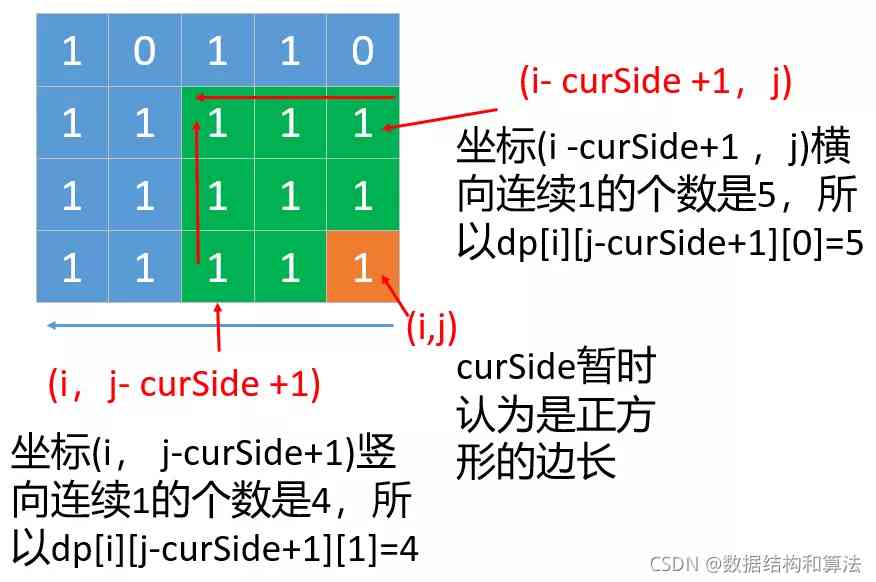 1 0 1 1 0
1 1 1 1 1
1 1 1 1 1
1 1 1 1 1
(i- curSide +1，j)
坐标(i -curSide+1 ，j)横
向连续1的个数是5，所
以dp[i][j-curSide+1][0]=5
(i,j)
(i，j- curSide +1)
curSide暂时
认为是正方
形的边长
坐标(i， j-curSide+1)竖
向连续1的个数是4，所
以dp[i][j-curSide+1][1]=4
CSDN @数据结构和算法